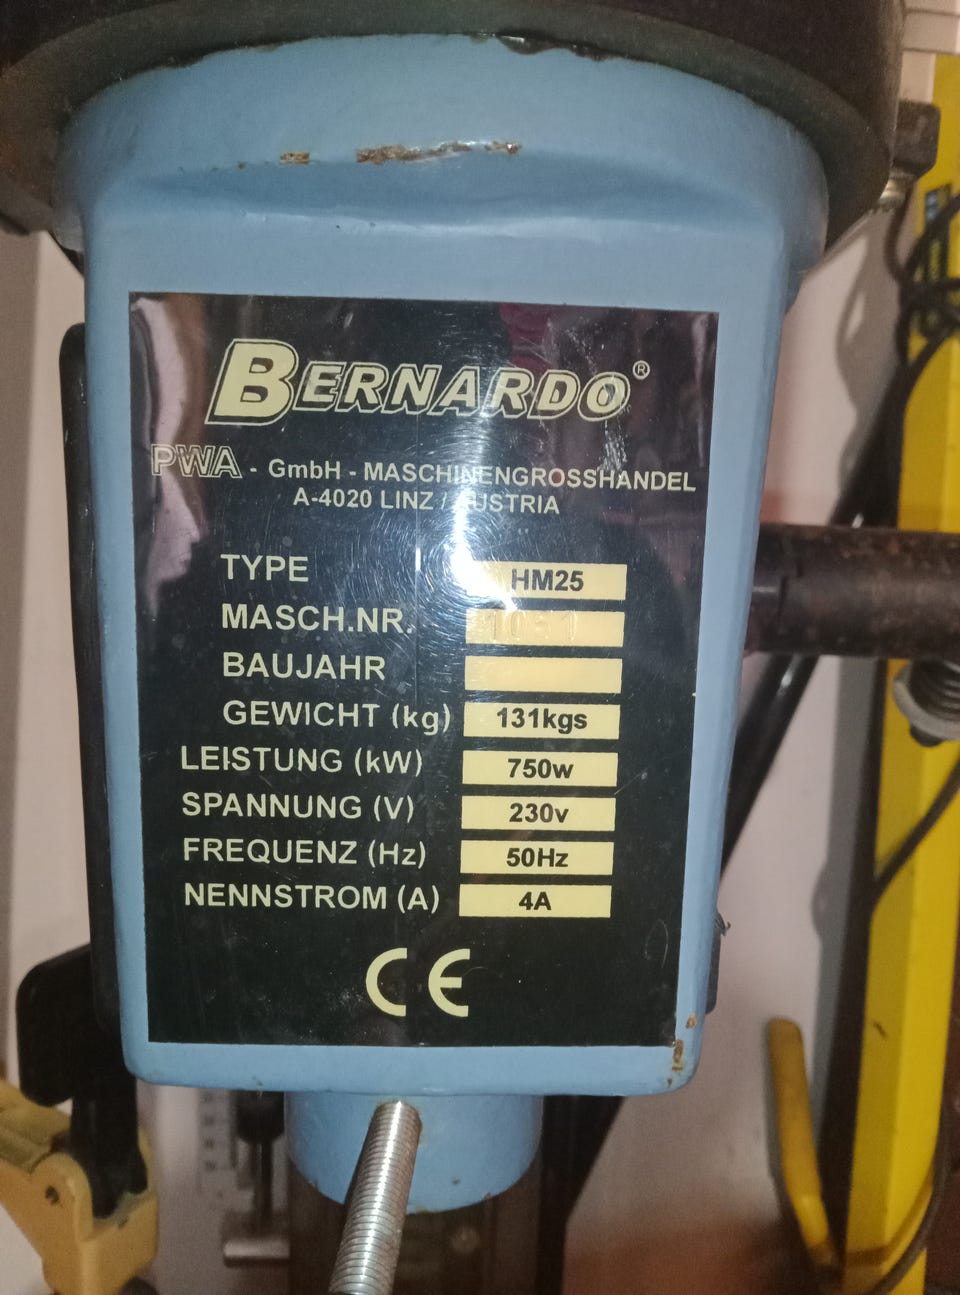 BERNARDO®
PWA - GmbH - MASCHINENGROSSHANDEL
A-4020 LINZ / AUSTRIA
TYPE HM25
MASCH.NR. 1051
BAUJAHR
GEWICHT (kg) 131kgs
LEISTUNG (kW) 750w
SPANNUNG (V) 230v
FREQUENZ (Hz) 50Hz
NENNSTROM (A) 4A
CE